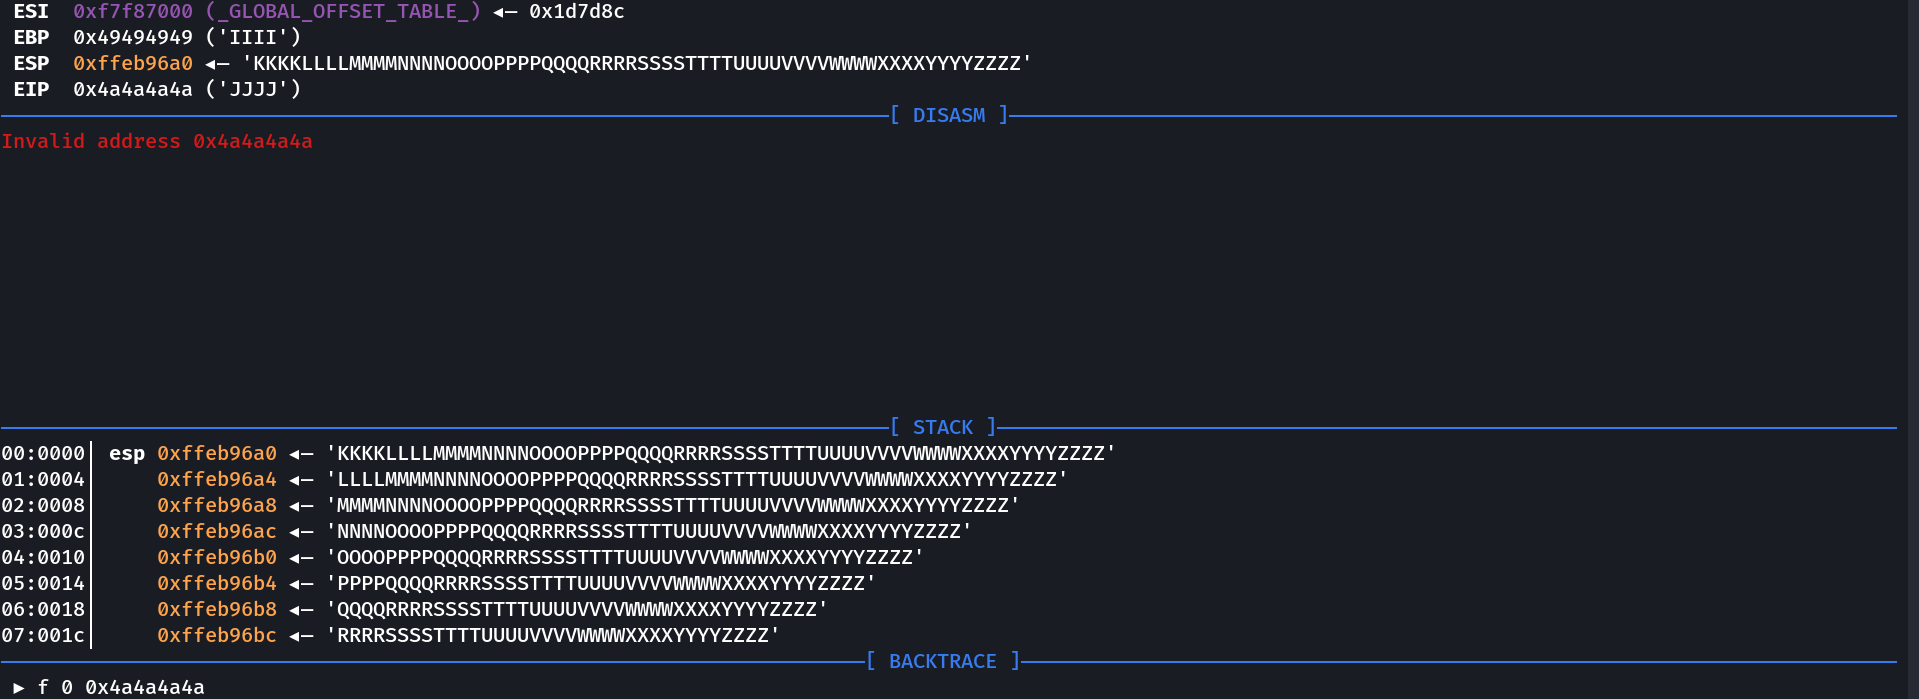 ESI 0xf7f87000 (_GLOBAL_OFFSET_TABLE_) ◂— 0x1d7d8c
EBP 0x49494949 ('IIII')
ESP 0xffeb96a0 ◂— 'KKKKLLLLMMMMNNNNOOOOPPPPQQQQRRRRSSSSTTTTUUUUVVVVWWWWXXXXYYYYZZZZ'
EIP 0x4a4a4a4a ('JJJJ')
[ DISASM ]
Invalid address 0x4a4a4a4a
[ STACK ]
00:0000│ esp 0xffeb96a0 ◂— 'KKKKLLLLMMMMNNNNOOOOPPPPQQQQRRRRSSSSTTTTUUUUVVVVWWWWXXXXYYYYZZZZ'
01:0004│ 0xffeb96a4 ◂— 'LLLLMMMMNNNNOOOOPPPPQQQQRRRRSSSSTTTTUUUUVVVVWWWWXXXXYYYYZZZZ'
02:0008│ 0xffeb96a8 ◂— 'MMMMNNNNOOOOPPPPQQQQRRRRSSSSTTTTUUUUVVVVWWWWXXXXYYYYZZZZ'
03:000c│ 0xffeb96ac ◂— 'NNNNOOOOPPPPQQQQRRRRSSSSTTTTUUUUVVVVWWWWXXXXYYYYZZZZ'
04:0010│ 0xffeb96b0 ◂— 'OOOOPPPPQQQQRRRRSSSSTTTTUUUUVVVVWWWWXXXXYYYYZZZZ'
05:0014│ 0xffeb96b4 ◂— 'PPPPQQQQRRRRSSSSTTTTUUUUVVVVWWWWXXXXYYYYZZZZ'
06:0018│ 0xffeb96b8 ◂— 'QQQQRRRRSSSSTTTTUUUUVVVVWWWWXXXXYYYYZZZZ'
07:001c│ 0xffeb96bc ◂— 'RRRRSSSSTTTTUUUUVVVVWWWWXXXXYYYYZZZZ'
[ BACKTRACE ]
► f 0 0x4a4a4a4a